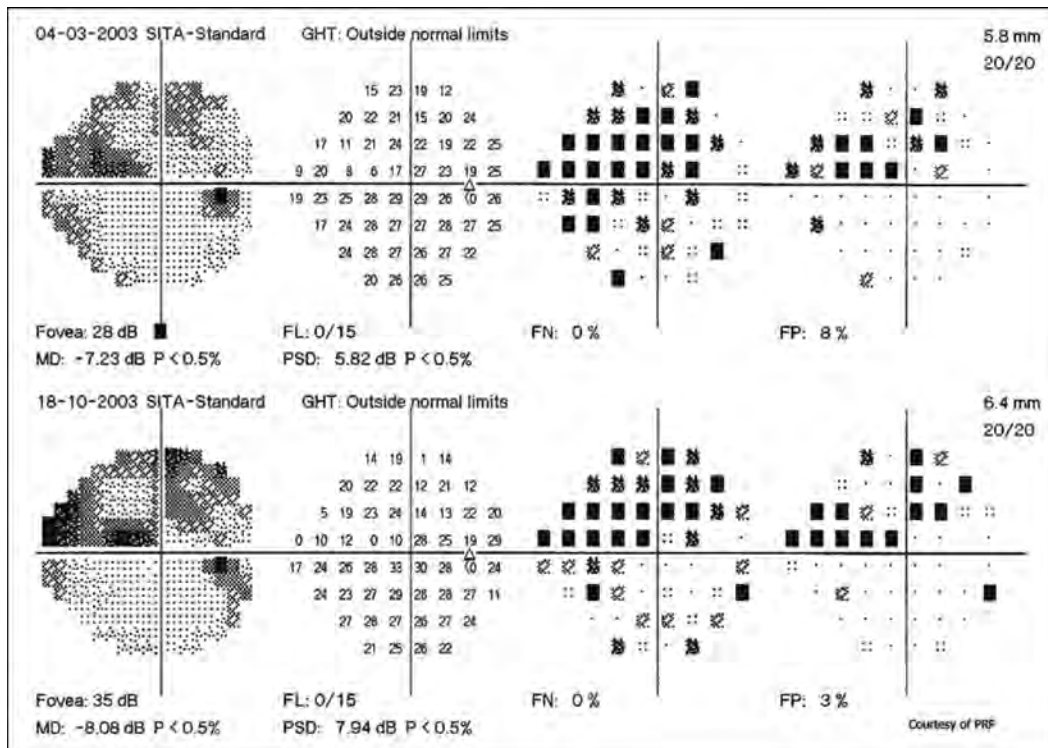 04-03-2003 SITA-Standard GHT: Outside normal limits 5.8 mm
20/20
15 23 19 12
20 22 21 15 20 24
17 11 21 24 22 19 22 25
9 20 8 6 17 27 23 19 25
19 23 25 28 29 29 26 <0 26
17 24 28 27 27 28 27 25
24 28 27 26 27 22
20 26 26 25
Fovea: 28 dB FL: 0/15 FN: 0 % FP: 8 %
MD: -7.23 dB P < 0.5% PSD: 5.82 dB P < 0.5%
18-10-2003 SITA-Standard GHT: Outside normal limits 6.4 mm
20/20
14 19 1 14
20 22 22 12 21 12
5 19 23 24 14 13 22 20
0 10 12 0 10 28 25 19 29
17 24 26 28 33 30 28 <0 24
24 23 27 29 28 28 27 11
27 28 27 26 27 24
21 25 26 22
Fovea: 35 dB FL: 0/15 FN: 0 % FP: 3 %
MD: -8.08 dB P < 0.5% PSD: 7.94 dB P < 0.5%
Courtesy of PRF